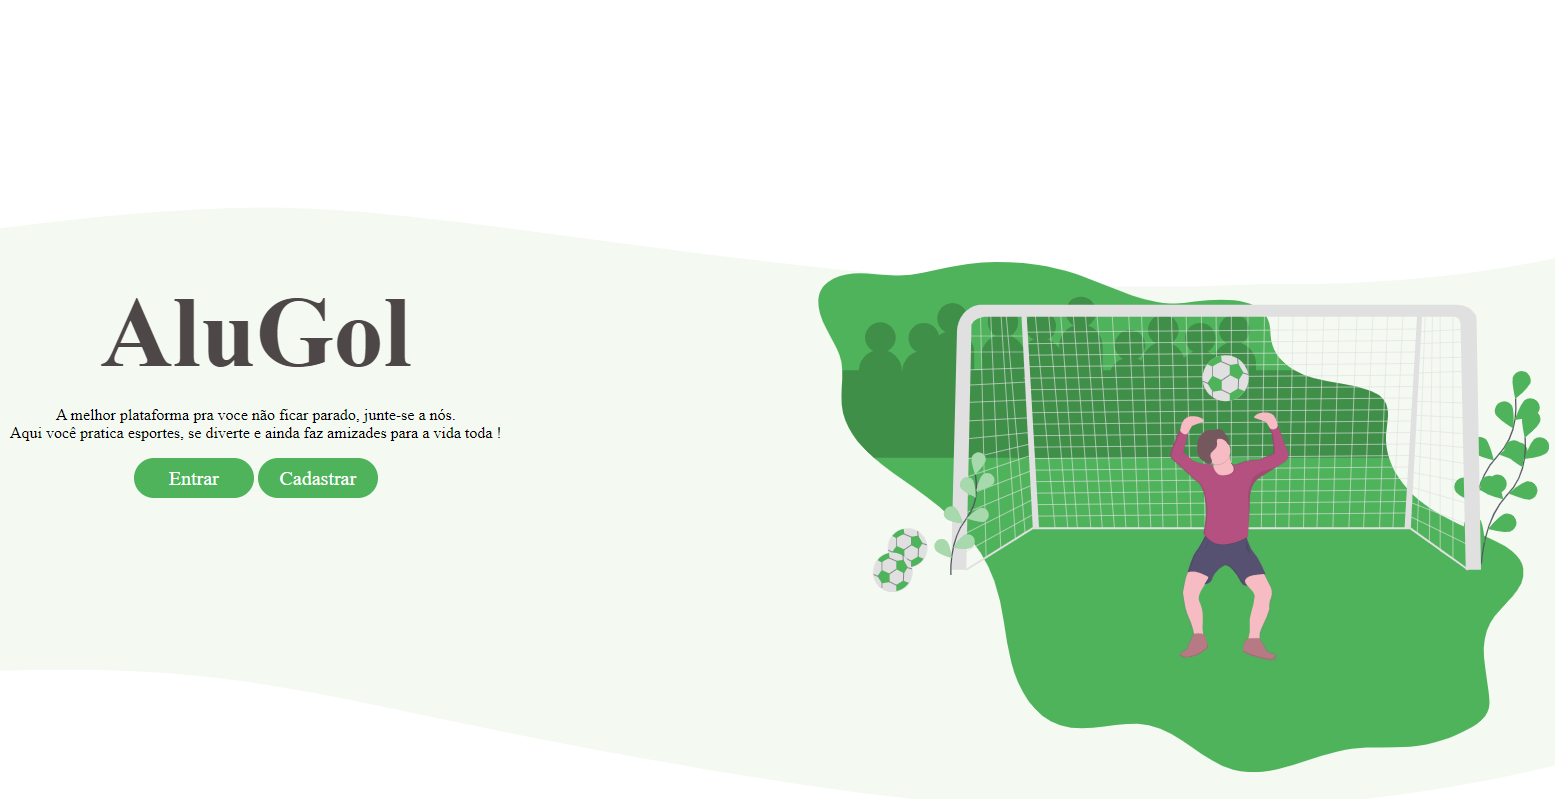 AluGol
A melhor plataforma pra voce não ficar parado, junte-se a nós.
Aqui você pratica esportes, se diverte e ainda faz amizades para a vida toda !
Entrar Cadastrar